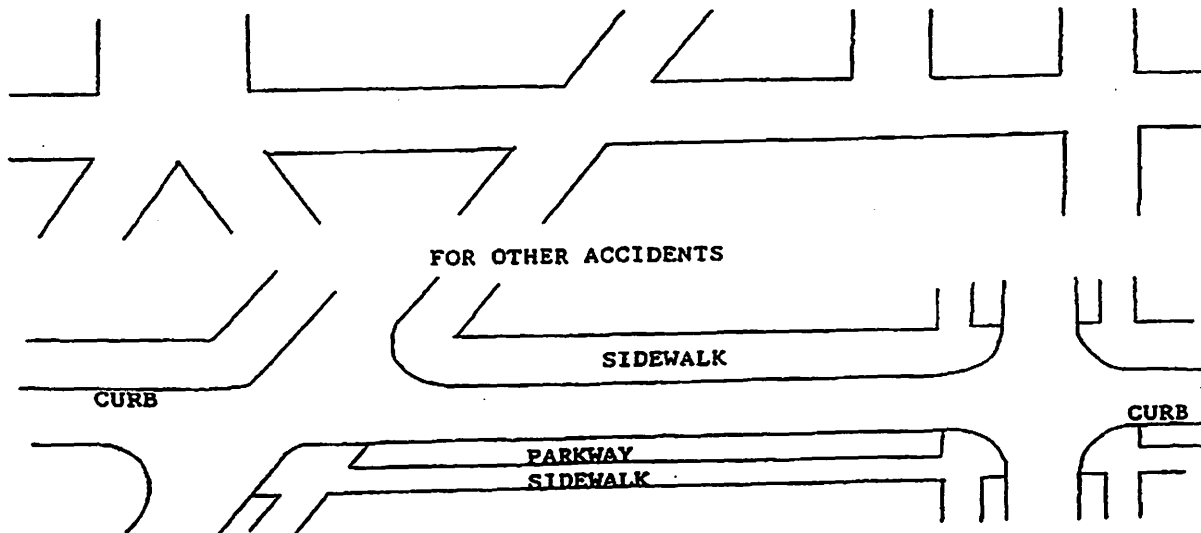 FOR OTHER ACCIDENTS
SIDEWALK
CURB
CURB
PARKWAY
SIDEWALK